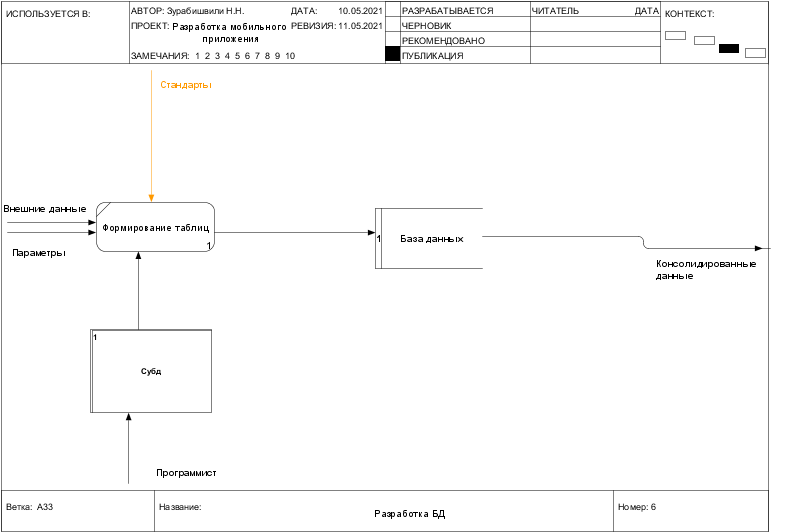 ИСПОЛЬЗУЕТСЯ В:
АВТОР: Зурабишвили Н.Н.
ДАТА: 10.05.2021
ПРОЕКТ: Разработка мобильного
приложения
РЕВИЗИЯ: 11.05.2021
ЗАМЕЧАНИЯ: 1 2 3 4 5 6 7 8 9 10
РАЗРАБАТЫВАЕТСЯ
ЧЕРНОВИК
РЕКОМЕНДОВАНО
ПУБЛИКАЦИЯ
ЧИТАТЕЛЬ ДАТА
КОНТЕКСТ:
Стандарты
Внешние данные
Параметры
Формирование таблиц
1
1
База данных
Консолидированные
данные
1
Субд
Программист
Ветка: А33
Название:
Разработка БД
Номер: 6